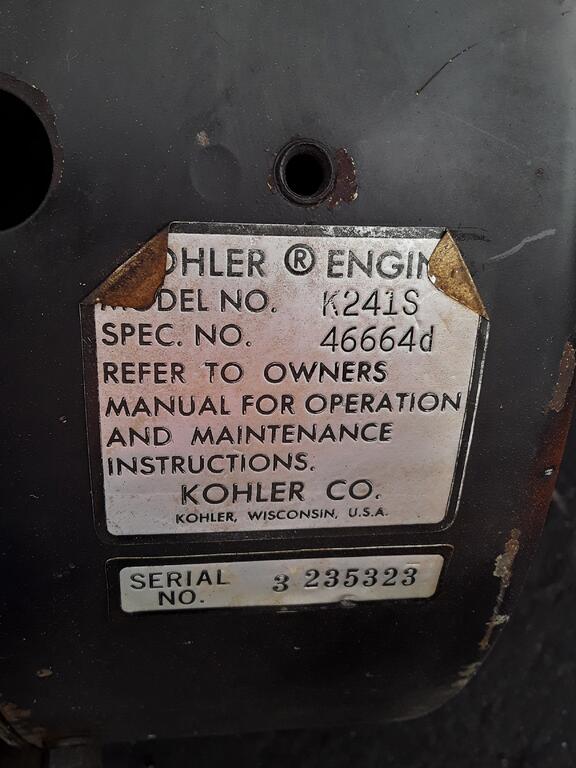 OHLER ® ENGIN
MODEL NO. K241S
SPEC. NO. 46664d
REFER TO OWNERS
MANUAL FOR OPERATION
AND MAINTENANCE
INSTRUCTIONS.
KOHLER CO.
KOHLER, WISCONSIN, U.S.A.
SERIAL NO. 3 235323